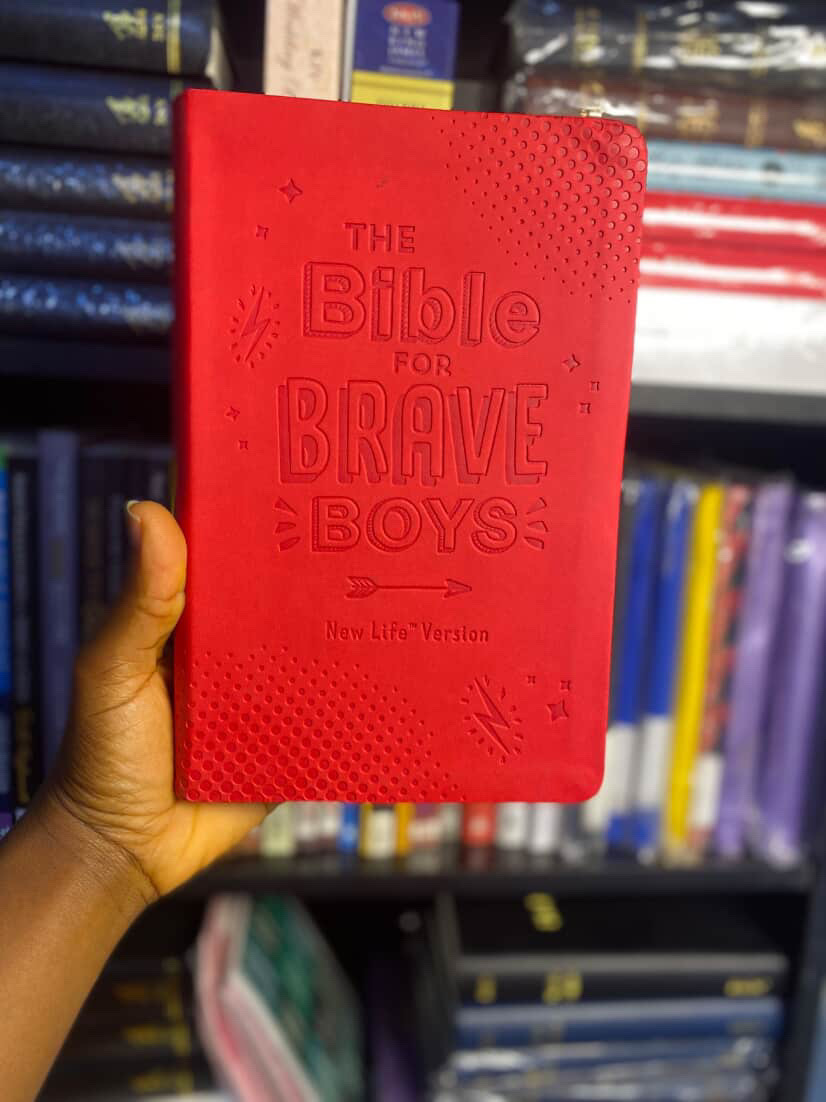 THE
Bible
FOR
BRAVE
BOYS
New Life™ Version